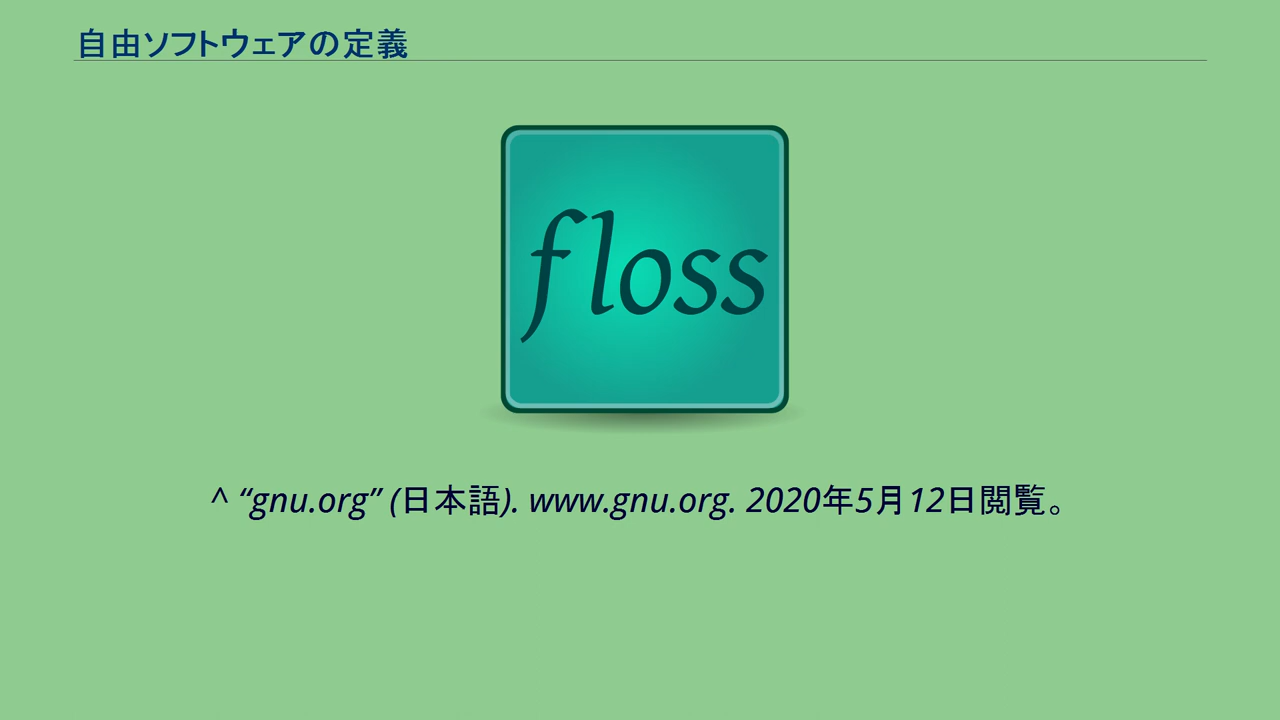 自由ソフトウェアの定義
floss
^ “gnu.org” (日本語). www.gnu.org. 2020年5月12日閲覧。